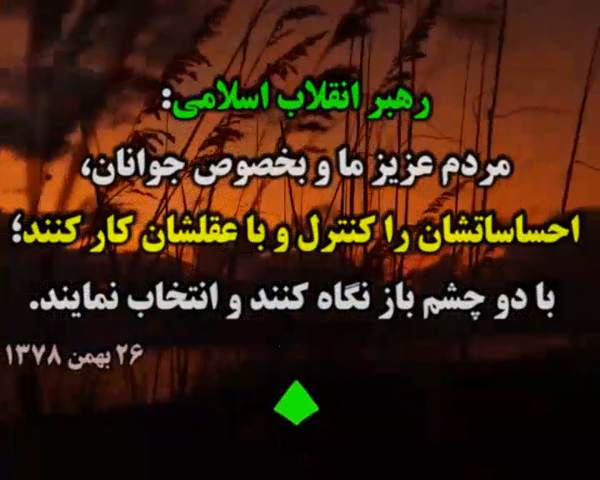 رهبر انقلاب اسلامی:
مردم عزیز ما و بخصوص جوانان،
احساساتشان را کنترل و با عقلشان کار کنند؛
با دو چشم باز نگاه کنند و انتخاب نمایند.
۲۶ بهمن ۱۳۷۸